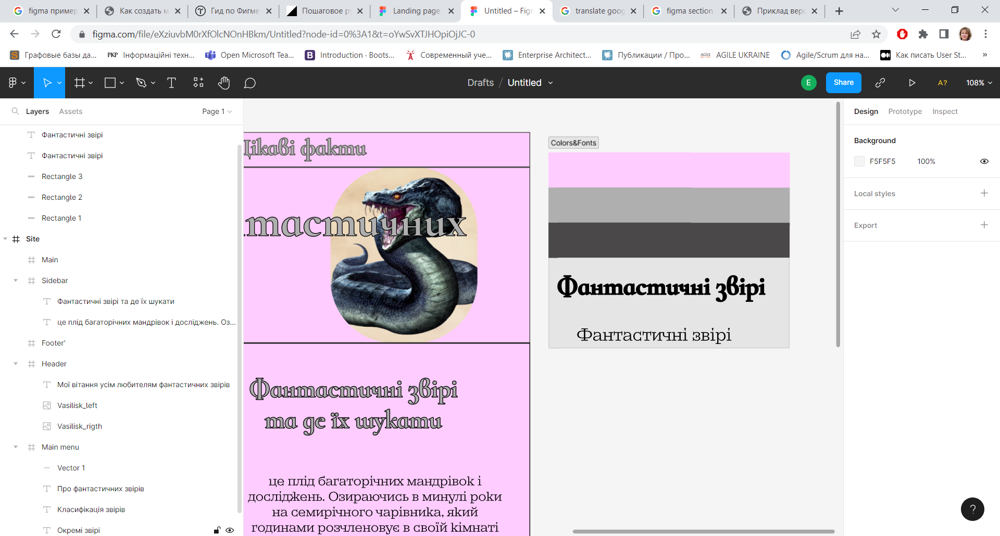 figma пример
Как создать м
Гид по Фигме
Пошаговое ру
Landing page
Untitled – Figm
translate goog
figma section
Приклад верс
figma.com/file/eXziuvbM0rXfOlcNOnHBkm/Untitled?node-id=0%3A1&t=oYwSvXTJHOpiOjJC-0
Графовые базы да...
РКР Інформаційні техн...
Open Microsoft Tea...
B Introduction · Boots...
Современный уче...
Enterprise Architect...
Публикации / Про...
AGILE UKRAINE
Agile/Scrum для на...
Как писать User St...
»
Drafts / Untitled
E
Share
A?
108%
Layers
Assets
Page 1
Design
Prototype
Inspect
Фантастичні звірі
Фантастичні звірі
Rectangle 3
Rectangle 2
Rectangle 1
Site
Main
Sidebar
Фантастичні звірі та де їх шукати
це плід багаторічних мандрівок і досліджень. Оз...
Footer'
Header
Мої вітання усім любителям фантастичних звірів
Vasilisk_left
Vasilisk_rigth
Main menu
Vector 1
Про фантастичних звірів
Класифікація звірів
Окремі звірі
Цікаві факти
тастичних
Фантастичні звірі
та де їх шукати
це плід багаторічних мандрівок і
досліджень. Озираючись в минулі роки
на семирічного чарівника, який
годинами розчленовує в своїй кімнаті
Colors&Fonts
Фантастичні звірі
Фантастичні звірі
Background
F5F5F5
100%
Local styles
Export
?